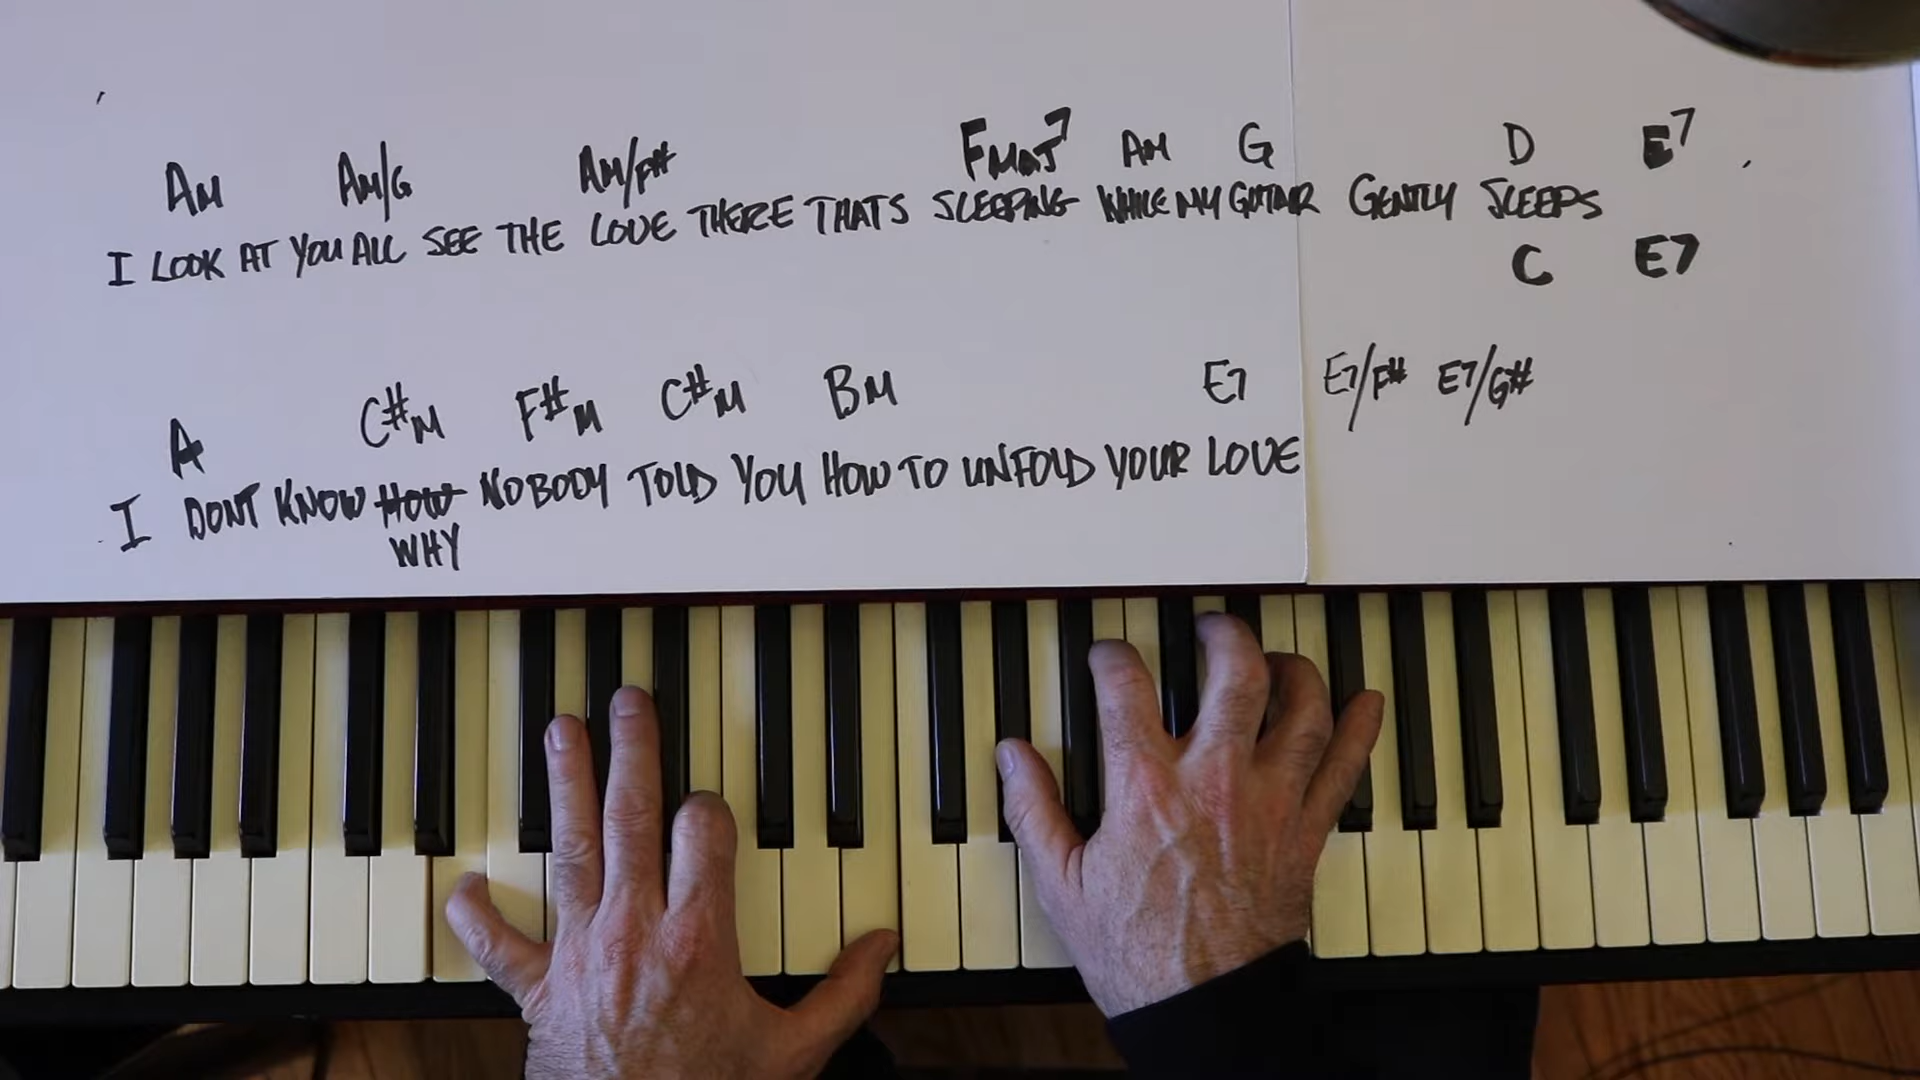 AM AM/G AM/F# FMAJ7 AM G D E7
I LOOK AT YOU ALL SEE THE LOVE THERE THATS SLEEPING WHILE MY GUITAR GENTLY SLEEPS
C E7
A C#M F#M C#M BM E7 E7/F# E7/G#
I DONT KNOW HOW NOBODY TOLD YOU HOW TO UNFOLD YOUR LOVE
WHY